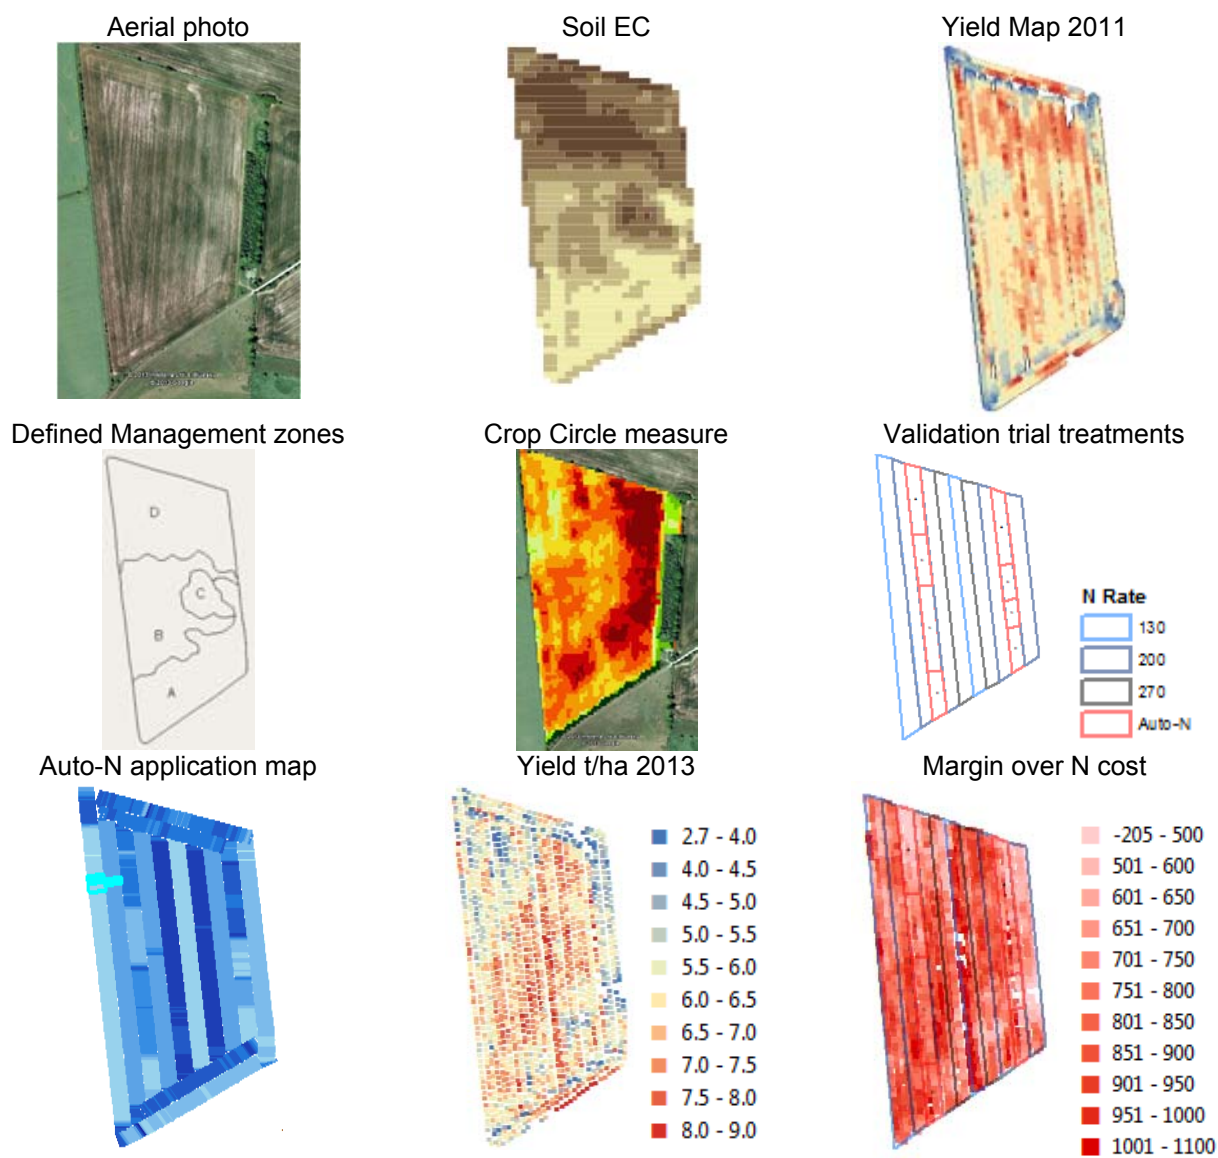 Aerial photo
Soil EC
Yield Map 2011
Defined Management zones
Crop Circle measure
Validation trial treatments
D
C
B
A
N Rate
130
200
270
Auto-N
Auto-N application map
Yield t/ha 2013
Margin over N cost
2.7 - 4.0
4.0 - 4.5
4.5 - 5.0
5.0 - 5.5
5.5 - 6.0
6.0 - 6.5
6.5 - 7.0
7.0 - 7.5
7.5 - 8.0
8.0 - 9.0
-205 - 500
501 - 600
601 - 650
651 - 700
701 - 750
751 - 800
801 - 850
851 - 900
901 - 950
951 - 1000
1001 - 1100